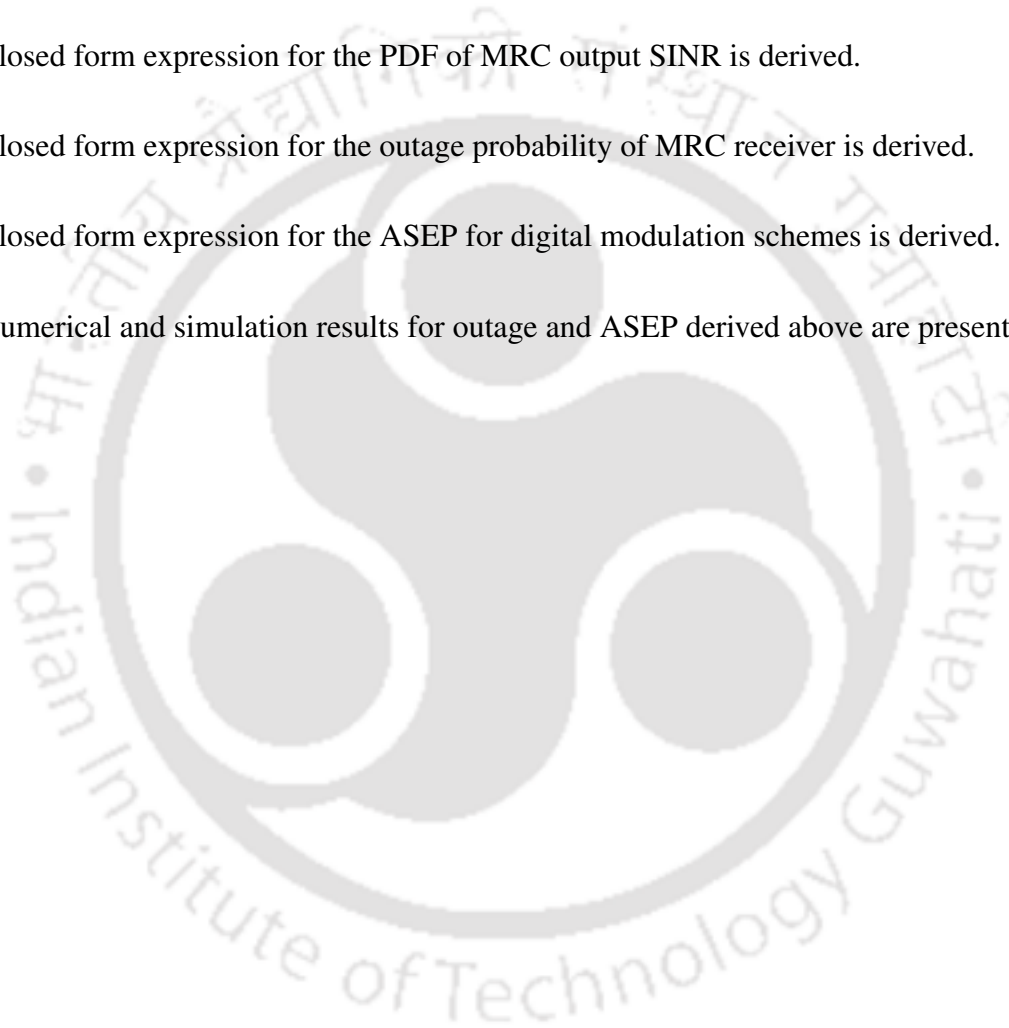 losed form expression for the PDF of MRC output SINR is derived.
losed form expression for the outage probability of MRC receiver is derived.
losed form expression for the ASEP for digital modulation schemes is derived.
umerical and simulation results for outage and ASEP derived above are present
भारतीय प्रौद्योगिकी संस्थान गुवाहाटी
Indian Institute of Technology Guwahati